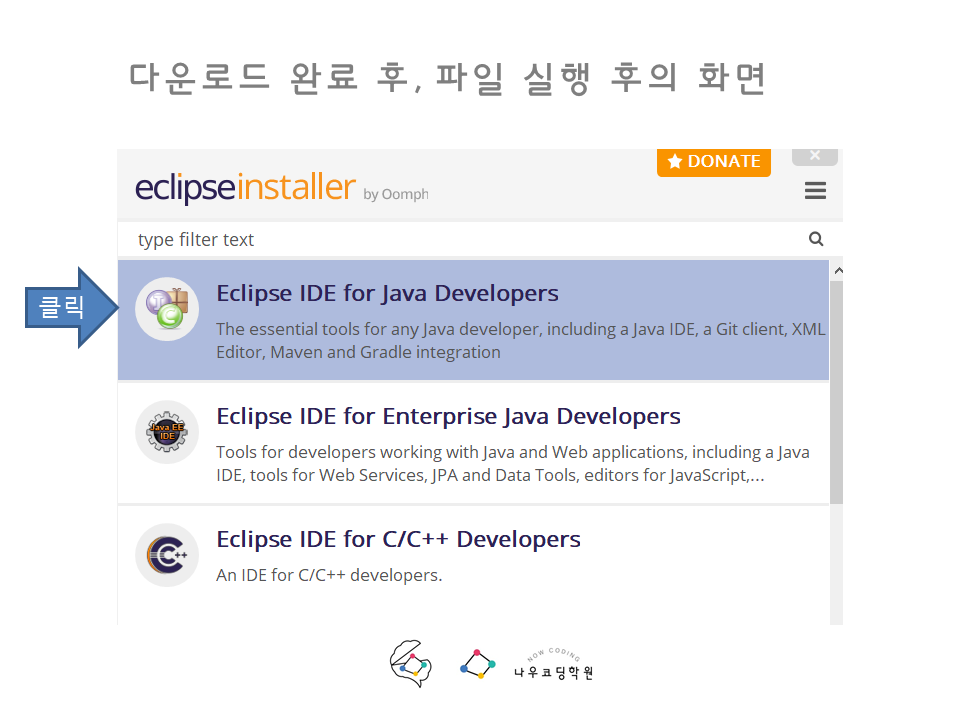 다운로드 완료 후, 파일 실행 후의 화면
DONATE
eclipseinstaller by Oomph
type filter text
클릭
Eclipse IDE for Java Developers
The essential tools for any Java developer, including a Java IDE, a Git client, XML
Editor, Maven and Gradle integration
Java EE
IDE
Eclipse IDE for Enterprise Java Developers
Tools for developers working with Java and Web applications, including a Java
IDE, tools for Web Services, JPA and Data Tools, editors for JavaScript,...
C++
Eclipse IDE for C/C++ Developers
An IDE for C/C++ developers.
NOW CODING
나우코딩학원